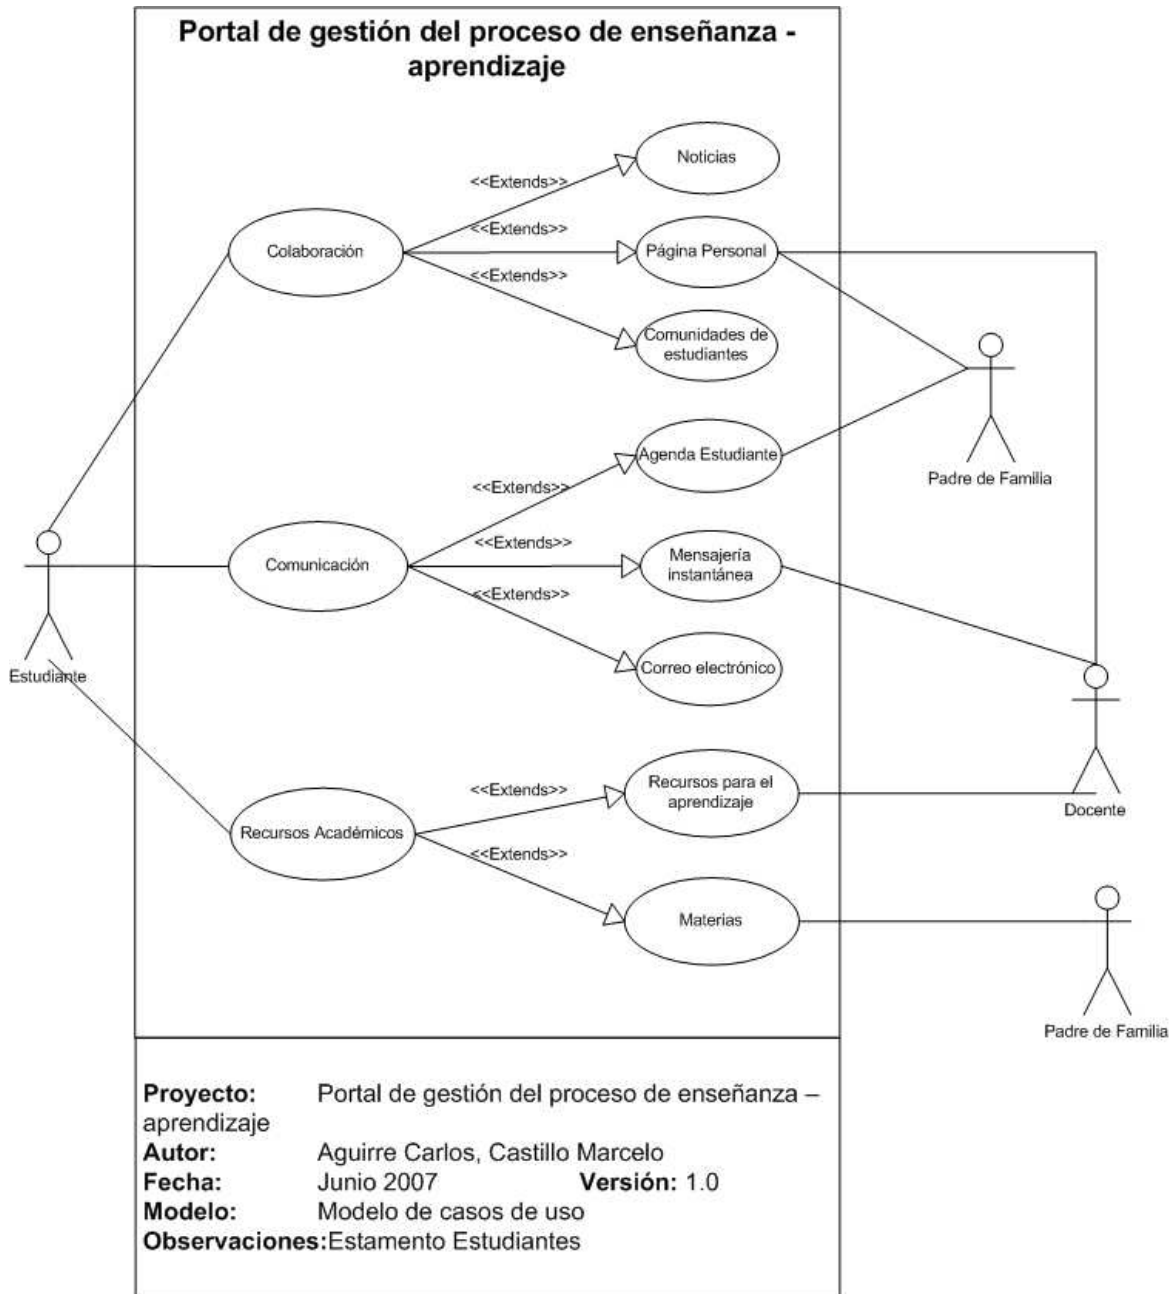 Portal de gestión del proceso de enseñanza -
aprendizaje
Noticias
<<Extends>>
<<Extends>>
Colaboración
Página Personal
<<Extends>>
Comunidades de
estudiantes
Agenda Estudiante
Padre de Familia
<<Extends>>
<<Extends>>
Comunicación
Mensajería
instantánea
<<Extends>>
Correo electrónico
Estudiante
<<Extends>>
Recursos para el
aprendizaje
Docente
Recursos Académicos
<<Extends>>
Materias
Padre de Familia
Proyecto: Portal de gestión del proceso de enseñanza –
aprendizaje
Autor: Aguirre Carlos, Castillo Marcelo
Fecha: Junio 2007 Versión: 1.0
Modelo: Modelo de casos de uso
Observaciones:Estamento Estudiantes